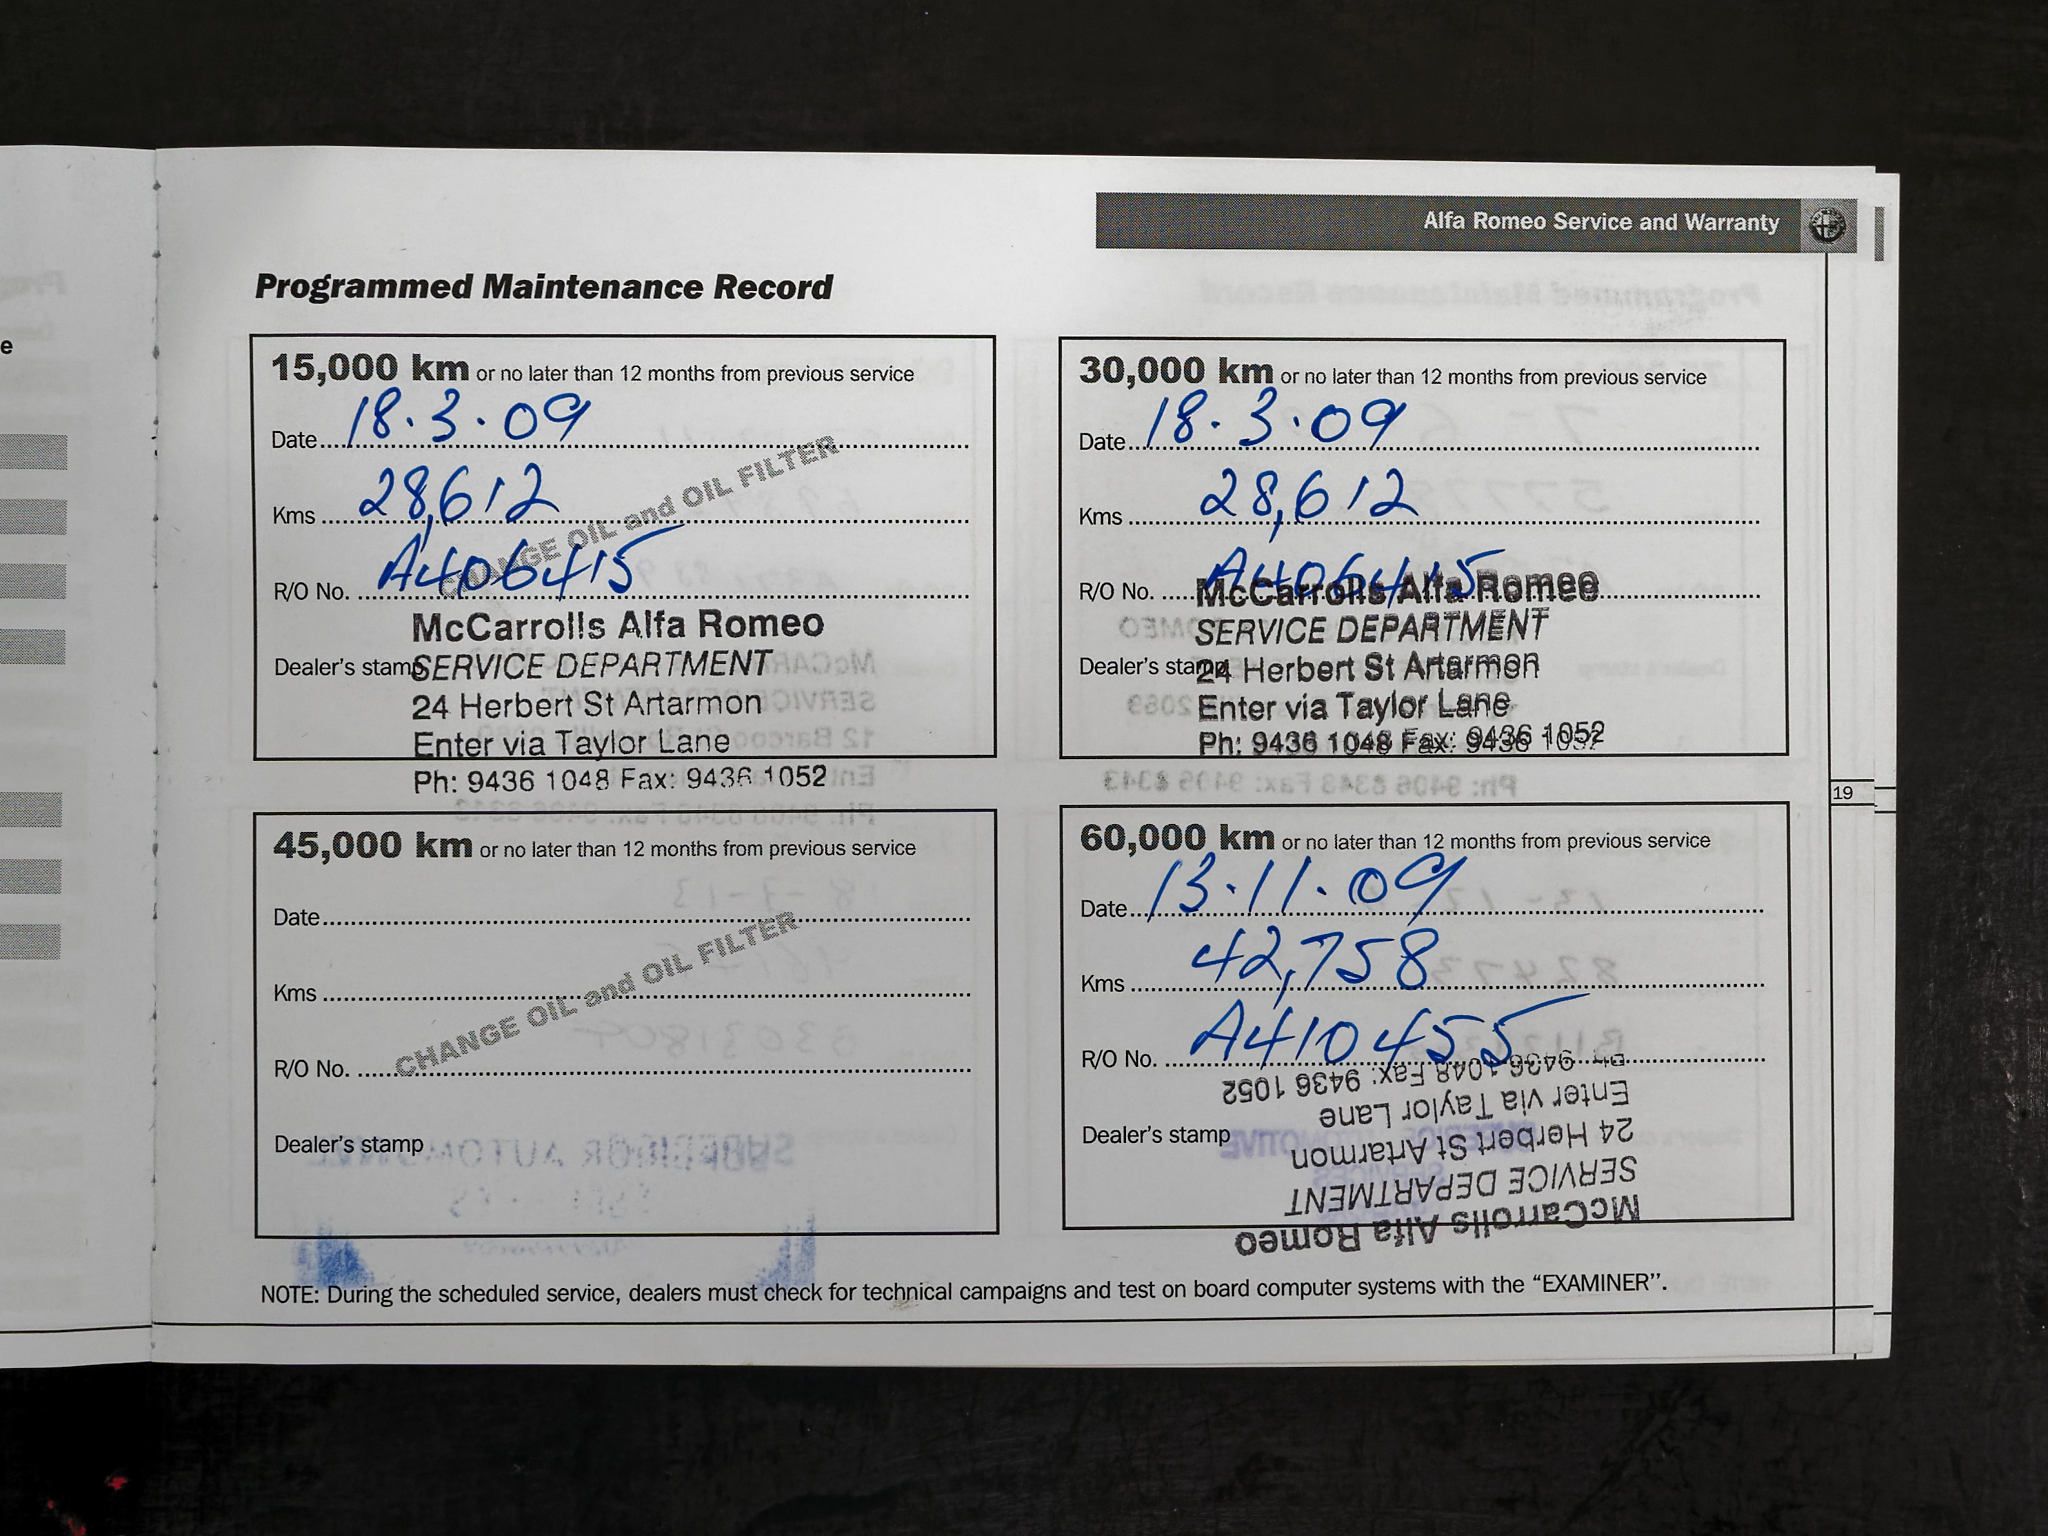 e
Alfa Romeo Service and Warranty
Programmed Maintenance Record
15,000 km or no later than 12 months from previous service
Date 18.3.09
Kms 28,612
R/O No. A406415
CHANGE OIL and OIL FILTER
Dealer's stamp
McCarrolls Alfa Romeo
SERVICE DEPARTMENT
24 Herbert St Artarmon
Enter via Taylor Lane
Ph: 9436 1048 Fax: 9436 1052
30,000 km or no later than 12 months from previous service
Date 18.3.09
Kms 28,612
R/O No. A406415
Dealer's stamp
McCarrolls Alfa Romeo
SERVICE DEPARTMENT
24 Herbert St Artarmon
Enter via Taylor Lane
Ph: 9436 1048 Fax: 9436 1052
45,000 km or no later than 12 months from previous service
Date
Kms
R/O No.
CHANGE OIL and OIL FILTER
Dealer's stamp
60,000 km or no later than 12 months from previous service
Date 13.11.09
Kms 42,758
R/O No. A410455
Dealer's stamp
McCarrolls Alfa Romeo
SERVICE DEPARTMENT
24 Herbert St Artarmon
Enter via Taylor Lane
Ph: 9436 1048 Fax: 9436 1052
19
NOTE: During the scheduled service, dealers must check for technical campaigns and test on board computer systems with the “EXAMINER”.